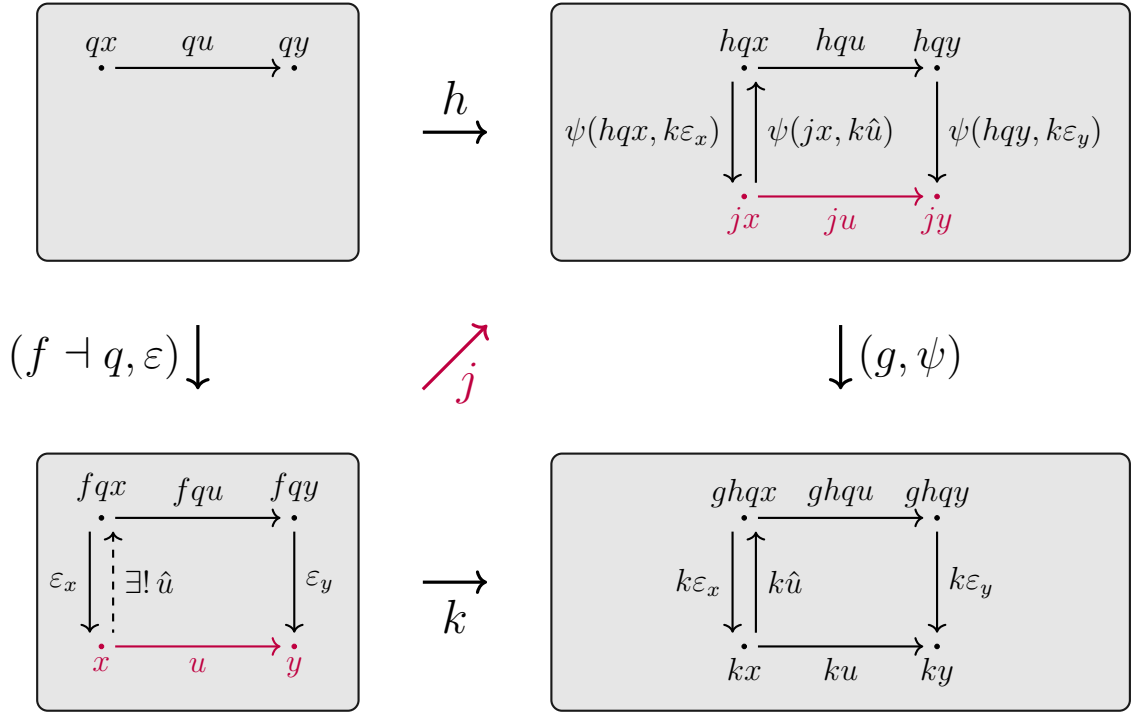 qx qu qy
hqx hqu hqy
h
ψ(hqx, kε_x) ψ(jx, kû) ψ(hqy, kε_y)
jx ju jy
(f ⊣ q, ε) j (g, ψ)
fqx fqu fqy
ghqx ghqu ghqy
ε_x ∃! û ε_y
k
kε_x kû kε_y
x u y
kx ku ky